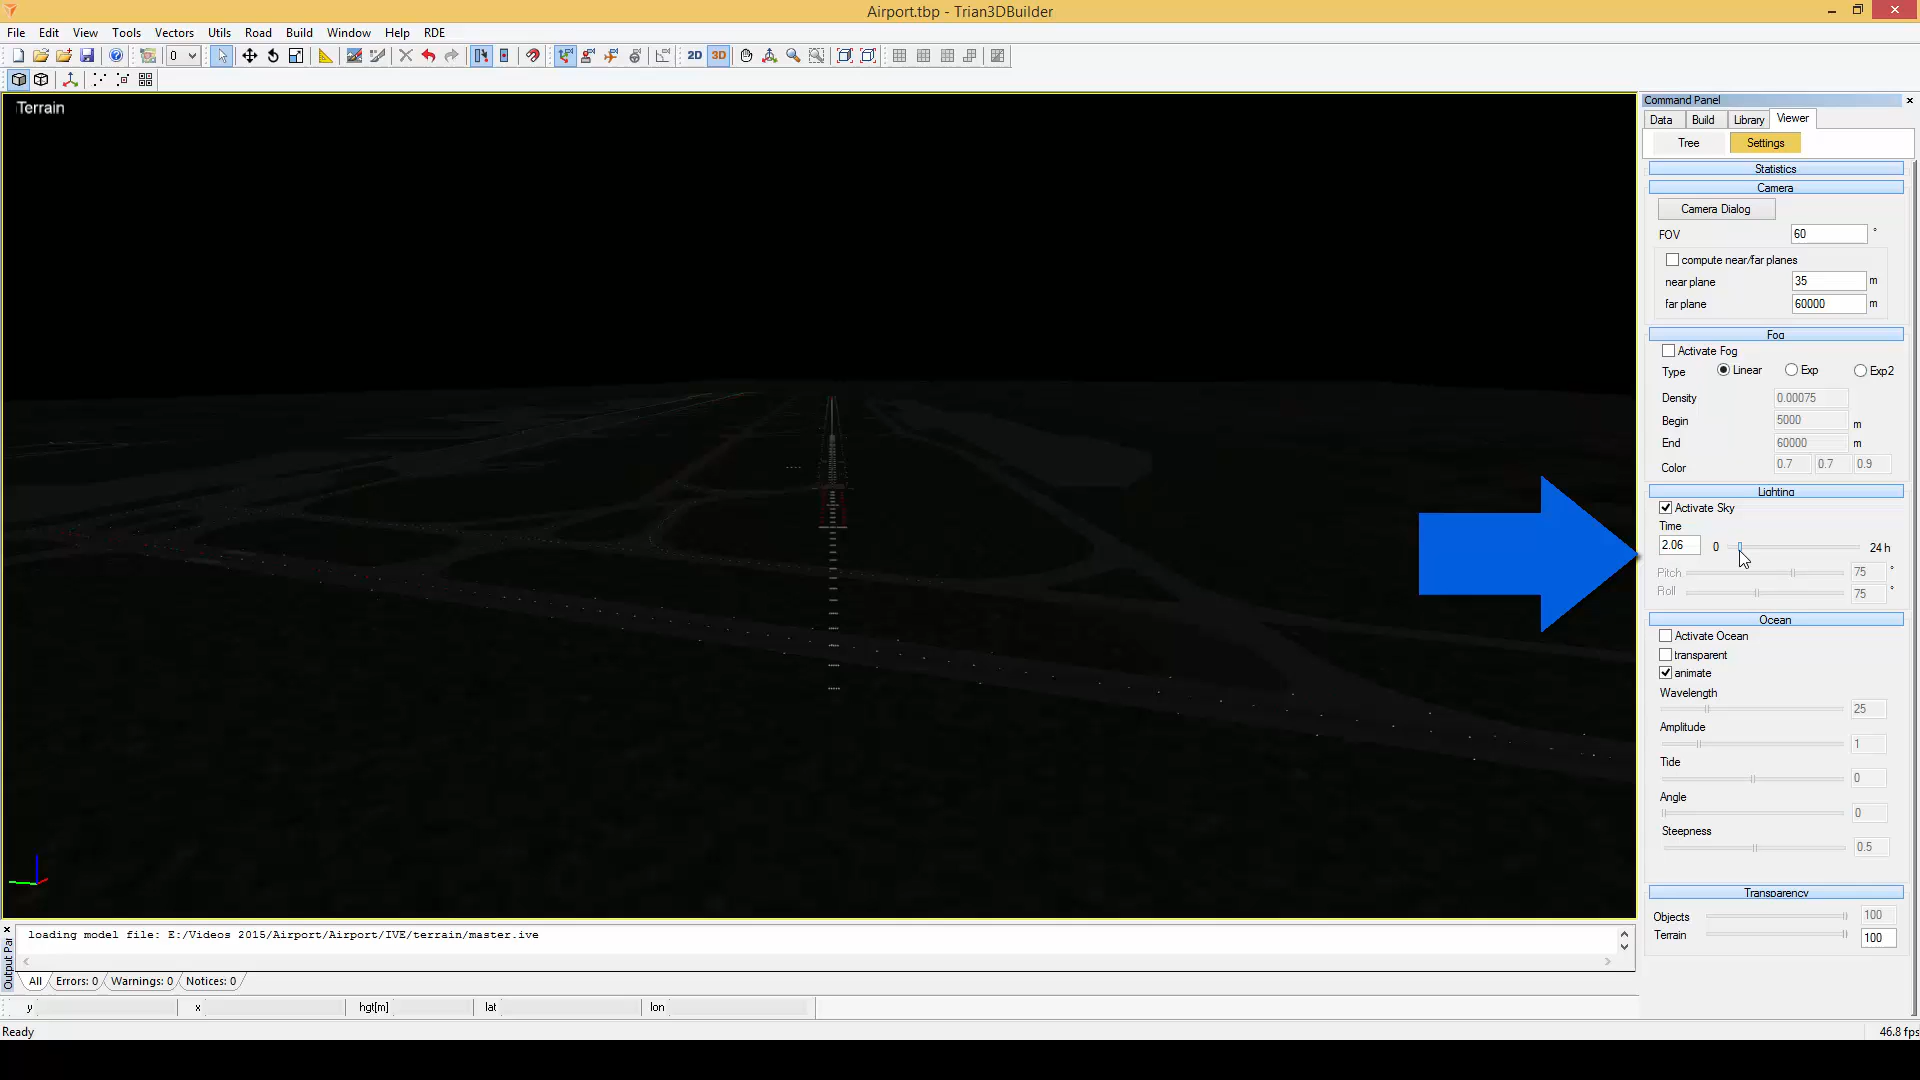 Airport.tbp - Trian3DBuilder
File Edit View Tools Vectors Utils Road Build Window Help RDE
0 2D 3D
Terrain
Command Panel
Data Build Library Viewer
Tree Settings
Statistics
Camera
Camera Dialog
FOV 60 °
compute near/far planes
near plane 35 m
far plane 60000 m
Fog
Activate Fog
Type Linear Exp Exp2
Density 0.00075
Begin 5000 m
End 60000 m
Color 0.7 0.7 0.9
Lighting
Activate Sky
Time
2.06 0 24 h
Pitch 75 °
Roll 75 °
Ocean
Activate Ocean
transparent
animate
Wavelength
25
Amplitude
1
Tide
0
Angle
0
Steepness
0.5
Transparency
Objects 100
Terrain 100
Output Par
loading model file: E:/Videos 2015/Airport/Airport/IVE/terrain/master.ive
All Errors: 0 Warnings: 0 Notices: 0
y x hgt[m] lat lon
Ready 46.8 fps